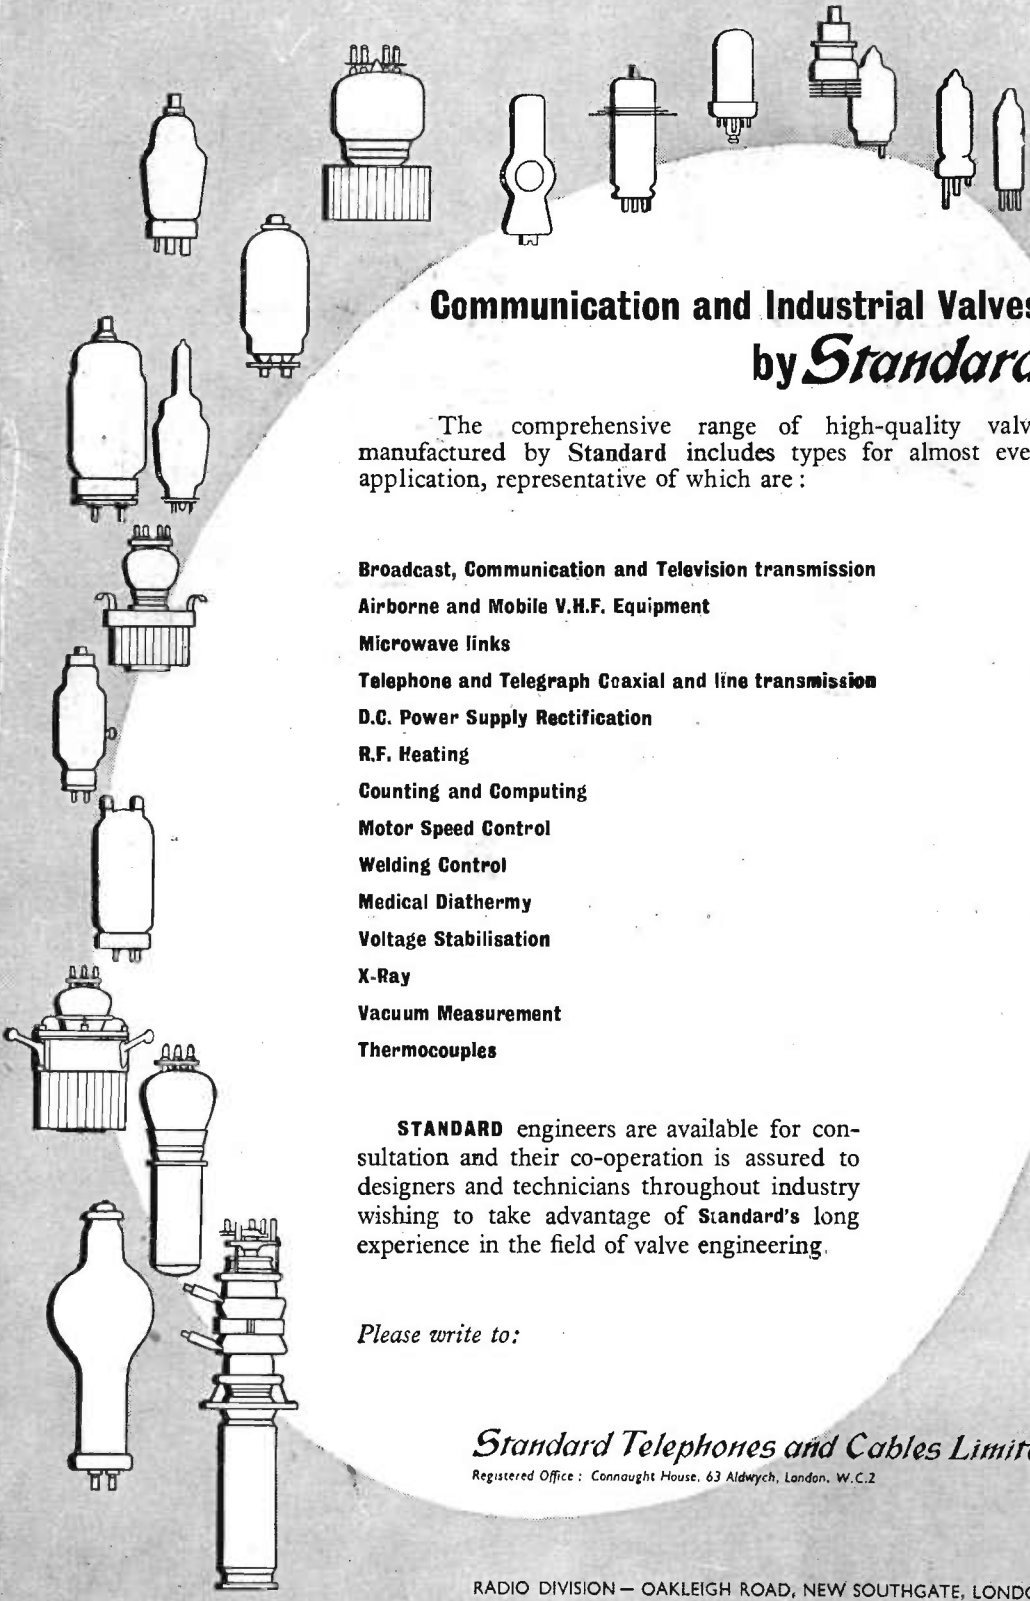 Communication and Industrial Valves
by Standard
The comprehensive range of high-quality valv
manufactured by Standard includes types for almost eve
application, representative of which are :
Broadcast, Communication and Television transmission
Airborne and Mobile V.H.F. Equipment
Microwave links
Telephone and Telegraph Coaxial and line transmission
D.C. Power Supply Rectification
R.F. Heating
Counting and Computing
Motor Speed Control
Welding Control
Medical Diathermy
Voltage Stabilisation
X-Ray
Vacuum Measurement
Thermocouples
STANDARD engineers are available for con-
sultation and their co-operation is assured to
designers and technicians throughout industry
wishing to take advantage of Standard's long
experience in the field of valve engineering.
Please write to:
Standard Telephones and Cables Limite
Registered Office : Connaught House, 63 Aldwych, London, W.C.2
RADIO DIVISION — OAKLEIGH ROAD, NEW SOUTHGATE, LONDO